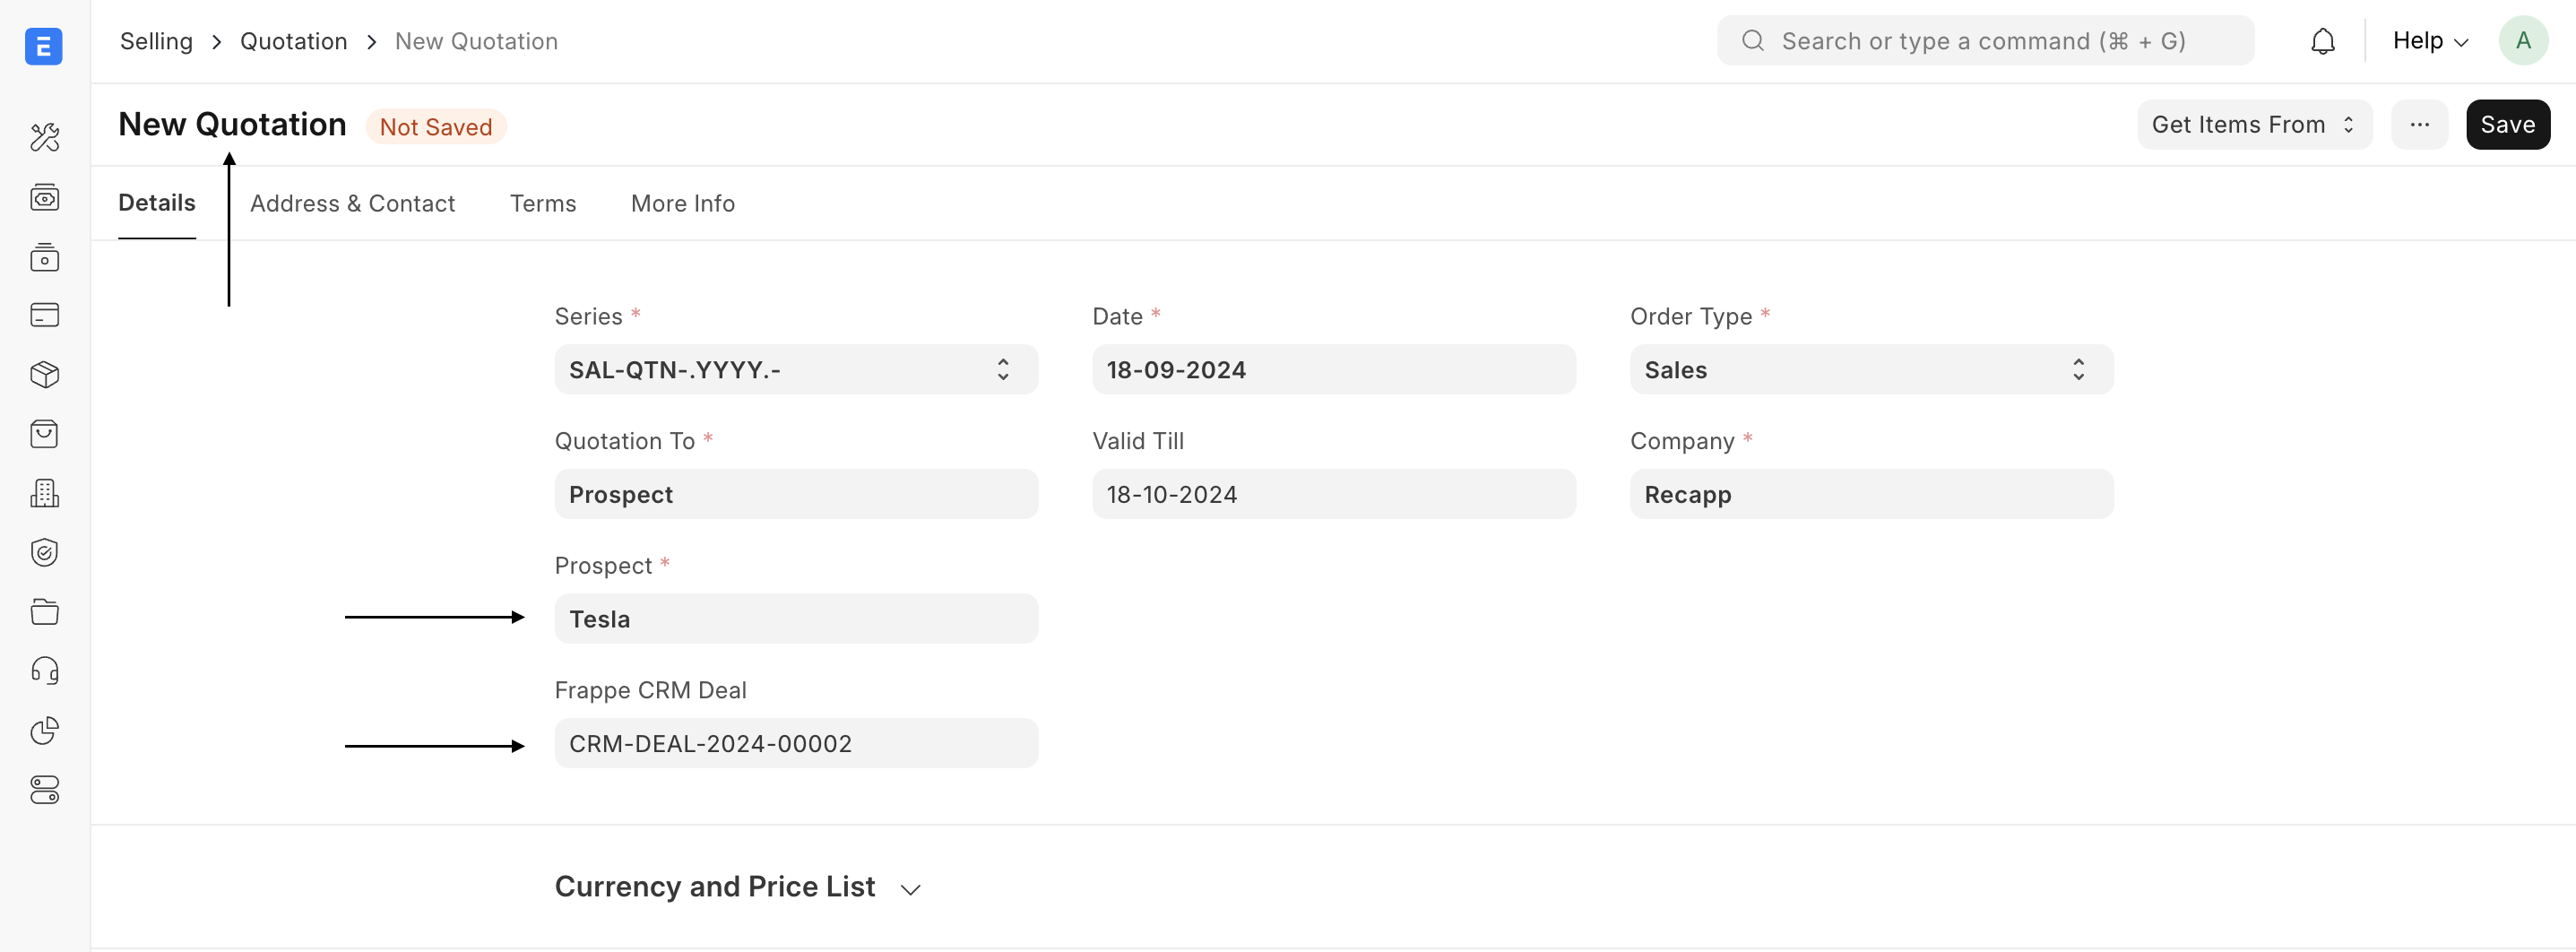 E
Selling > Quotation > New Quotation
Search or type a command (⌘ + G)
Help
A
New Quotation
Not Saved
Get Items From
...
Save
Details
Address & Contact
Terms
More Info
Series * Date * Order Type *
SAL-QTN-.YYYY.- 18-09-2024 Sales
Quotation To * Valid Till Company *
Prospect 18-10-2024 Recapp
Prospect *
Tesla
Frappe CRM Deal
CRM-DEAL-2024-00002
Currency and Price List